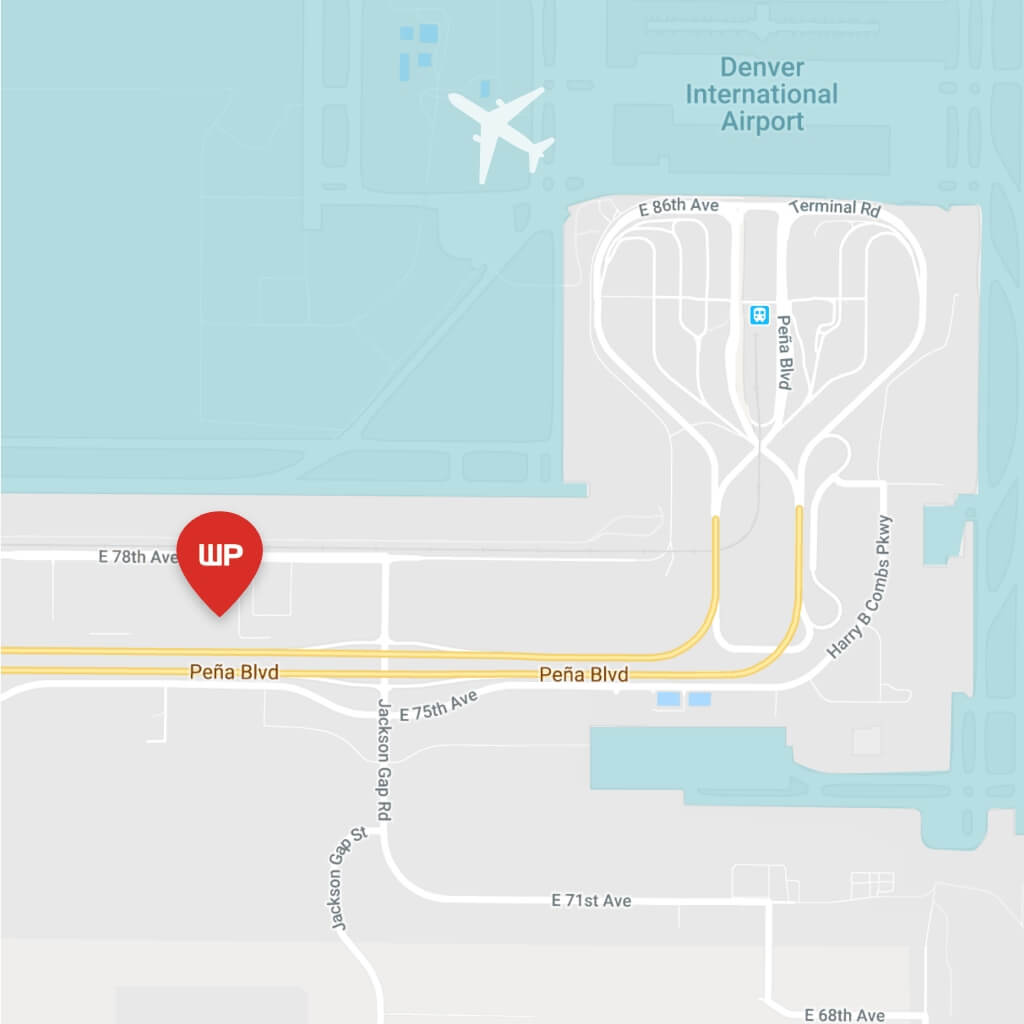 Denver
International
Airport
E 86th Ave
Terminal Rd
Peña Blvd
E 78th Ave
WP
Harry B Combs Pkwy
Peña Blvd
Peña Blvd
E 75th Ave
Jackson Gap Rd
Jackson Gap St
E 71st Ave
E 68th Ave